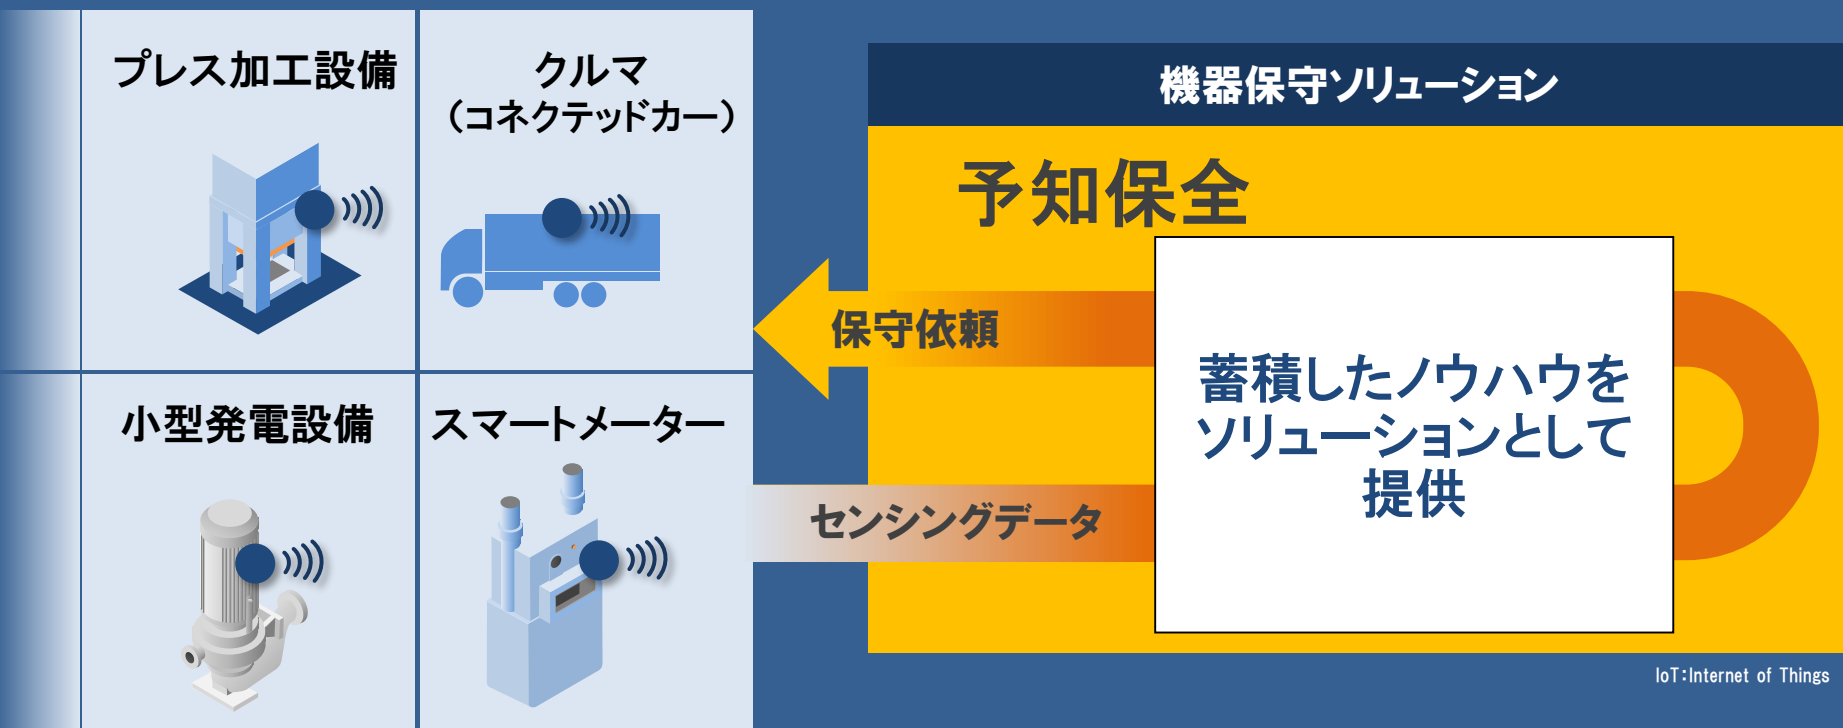 プレス加工設備
クルマ
（コネクテッドカー）
小型発電設備
スマートメーター
機器保守ソリューション
予知保全
保守依頼
センシングデータ
蓄積したノウハウを
ソリューションとして
提供
IoT：Internet of Things